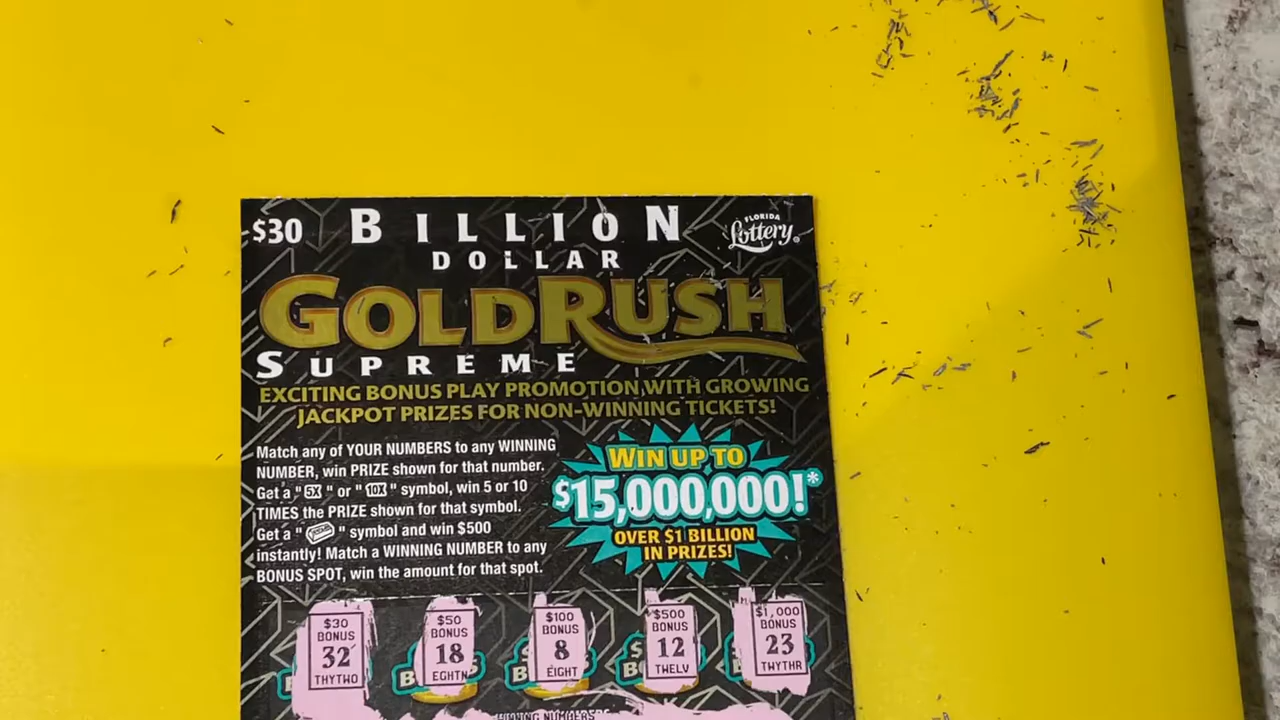 $30 BILLION
FLORIDA
Lottery
DOLLAR
GOLDRUSH
SUPREME
EXCITING BONUS PLAY PROMOTION WITH GROWING
JACKPOT PRIZES FOR NON-WINNING TICKETS!
Match any of YOUR NUMBERS to any WINNING
NUMBER, win PRIZE shown for that number.
Get a "5X" or "10X" symbol, win 5 or 10
TIMES the PRIZE shown for that symbol.
Get a " " symbol and win $500
instantly! Match a WINNING NUMBER to any
BONUS SPOT, win the amount for that spot.
WIN UP TO
$15,000,000!*
OVER $1 BILLION
IN PRIZES!
$30
BONUS
32
THYTWO
$50
BONUS
18
EGHTN
$100
BONUS
8
EIGHT
$500
BONUS
12
TWELV
$1,000
BONUS
23
TWYTHR
WINNING NUMBERS